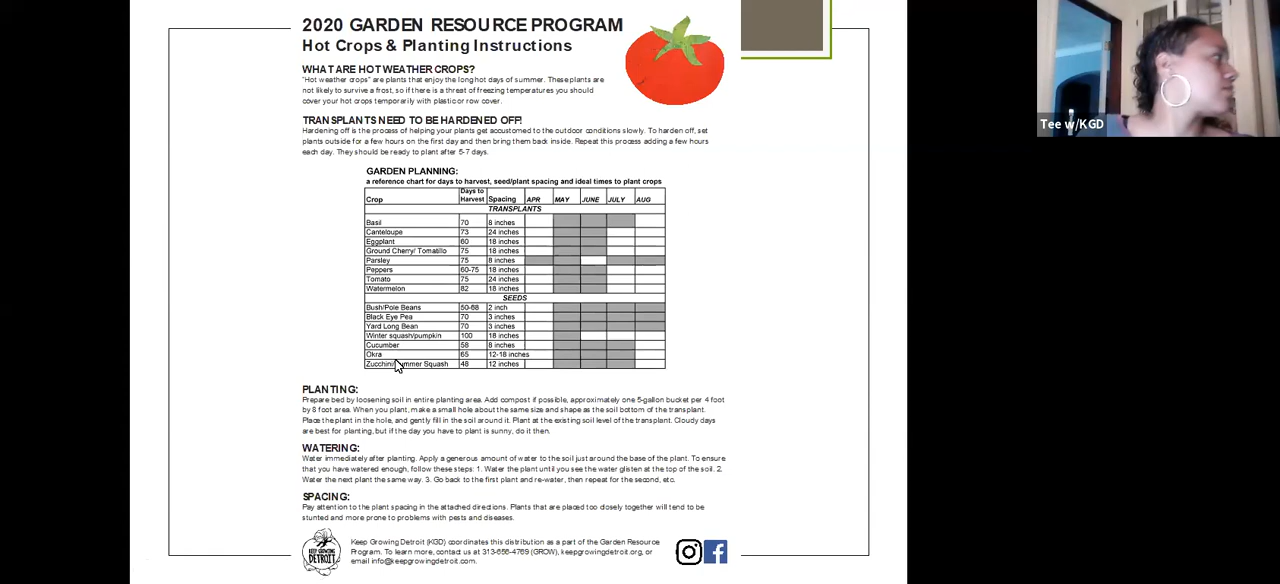 2020 GARDEN RESOURCE PROGRAM
Hot Crops & Planting Instructions
WHAT ARE HOT WEATHER CROPS?
"Hot weather crops" are plants that enjoy the long hot days of summer. These plants are
not likely to survive a frost, so if there is a threat of freezing temperatures you should
cover your hot crops temporarily with plastic or row cover.
TRANSPLANTS NEED TO BE HARDENED OFF!
Hardening off is the process of helping your plants get accustomed to the outdoor conditions slowly. To harden off, set
plants outside for a few hours on the first day and then bring them back inside. Repeat this process adding a few hours
each day. They should be ready to plant after 5-7 days.
GARDEN PLANNING:
a reference chart for days to harvest, seed/plant spacing and ideal times to plant crops
Crop Days to Harvest Spacing APR MAY JUNE JULY AUG
TRANSPLANTS
Basil 70 8 inches
Canteloupe 73 24 inches
Eggplant 60 18 inches
Ground Cherry/ Tomatillo 75 18 inches
Parsley 75 8 inches
Peppers 60-75 18 inches
Tomato 75 24 inches
Watermelon 82 18 inches
SEEDS
Bush/Pole Beans 50-68 2 inch
Black Eye Pea 70 3 inches
Yard Long Bean 70 3 inches
Winter squash/pumpkin 100 18 inches
Cucumber 58 8 inches
Okra 65 12-18 inches
Zucchini/Summer Squash 48 12 inches
PLANTING:
Prepare bed by loosening soil in entire planting area. Add compost if possible, approximately one 5-gallon bucket per 4 foot
by 8 foot area. When you plant, make a small hole about the same size and shape as the soil bottom of the transplant.
Place the plant in the hole, and gently fill in the soil around it. Plant at the existing soil level of the transplant. Cloudy days
are best for planting, but if the day you have to plant is sunny, do it then.
WATERING:
Water immediately after planting. Apply a generous amount of water to the soil just around the base of the plant. To ensure
that you have watered enough, follow these steps: 1. Water the plant until you see the water glisten at the top of the soil. 2.
Water the next plant the same way. 3. Go back to the first plant and re-water, then repeat for the second, etc.
SPACING:
Pay attention to the plant spacing in the attached directions. Plants that are placed too closely together will tend to be
stunted and more prone to problems with pests and diseases.
KEEP GROWING
DETROIT
Keep Growing Detroit (KGD) coordinates this distribution as a part of the Garden Resource
Program. To learn more, contact us at 313-656-4769 (GROW), keepgrowingdetroit.org, or
email info@keepgrowingdetroit.com.
Tee w/KGD